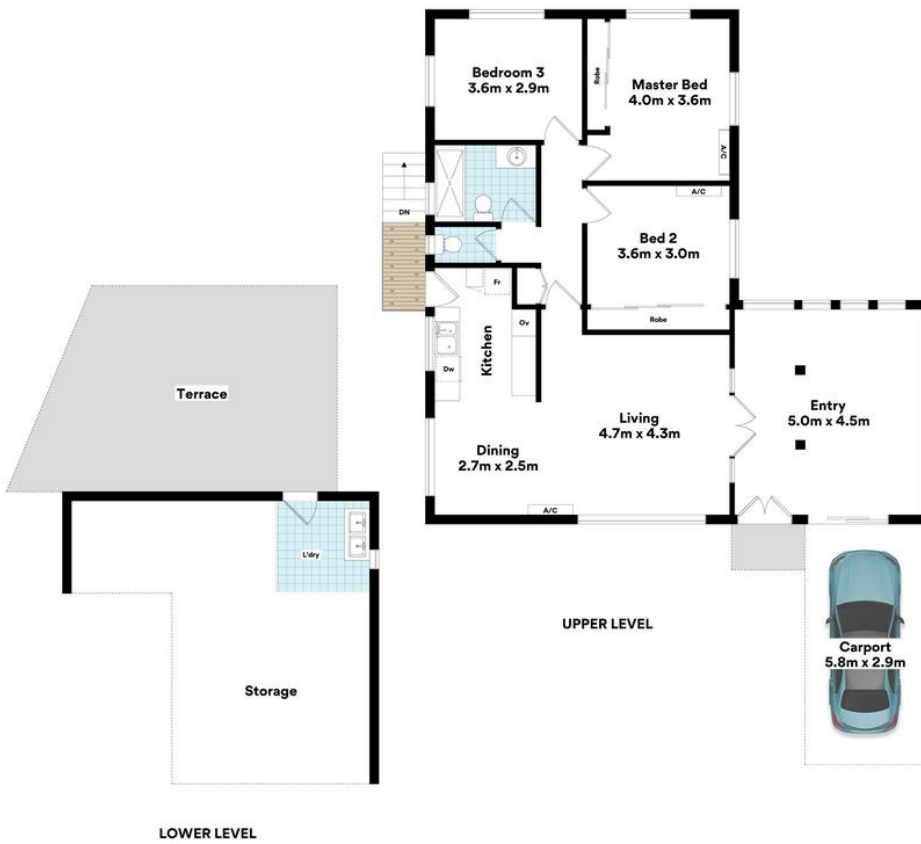 Bedroom 3
3.6m x 2.9m
Robe
Master Bed
4.0m x 3.6m
A/C
DN
A/C
Bed 2
3.6m x 3.0m
Fr
Ov
Robe
Kitchen
Dw
Terrace
Living
4.7m x 4.3m
Entry
5.0m x 4.5m
Dining
2.7m x 2.5m
A/C
L'dry
UPPER LEVEL
Carport
5.8m x 2.9m
Storage
LOWER LEVEL